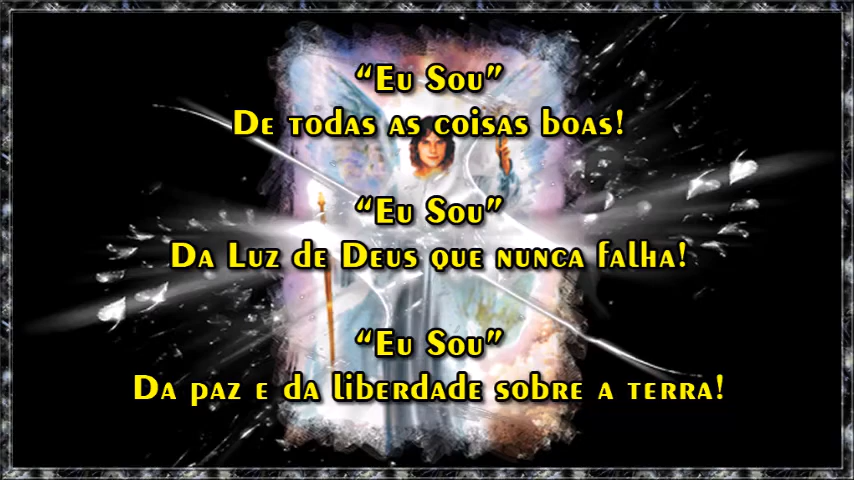 “Eu Sou”
De todas as coisas boas!
“Eu Sou”
Da Luz de Deus que nunca falha!
“Eu Sou”
Da paz e da liberdade sobre a terra!